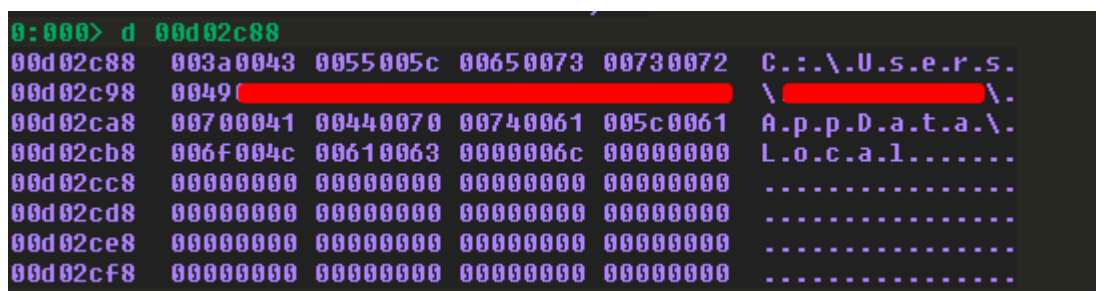 0:000> d 00d02c88
00d02c88 003a0043 0055005c 00650073 00730072 C.:.\.U.s.e.r.s.
00d02c98 0049 \. \.
00d02ca8 00700041 00440070 00740061 005c0061 A.p.p.D.a.t.a.\.
00d02cb8 006f004c 00610063 0000006c 00000000 L.o.c.a.l.......
00d02cc8 00000000 00000000 00000000 00000000 ................
00d02cd8 00000000 00000000 00000000 00000000 ................
00d02ce8 00000000 00000000 00000000 00000000 ................
00d02cf8 00000000 00000000 00000000 00000000 ................